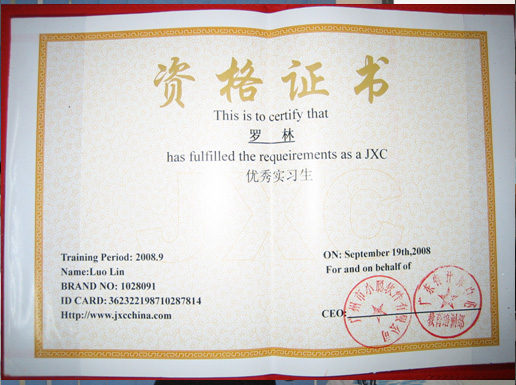 资格证书
This is to certify that
罗 林
has fulfilled the requeirements as a JXC
优秀实习生
Training Period: 2008.9
Name:Luo Lin
BRAND NO: 1028091
ID CARD: 362322198710287814
Http://www.jxcchina.com
ON: September 19th,2008
For and on behalf of
CEO: